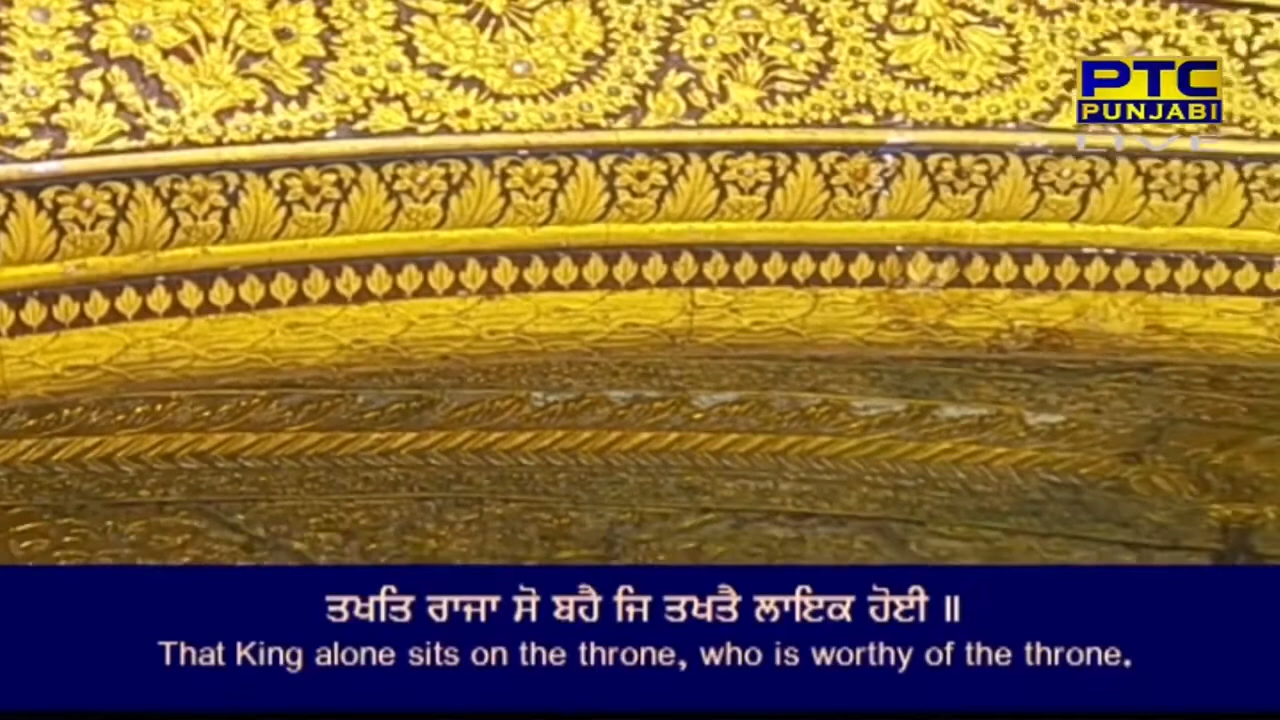 PTC
PUNJABI
LIVE
ਤਖਤਿ ਰਾਜਾ ਸੋ ਬਹੈ ਜਿ ਤਖਤੈ ਲਾਇਕ ਹੋਈ ॥
That King alone sits on the throne, who is worthy of the throne.